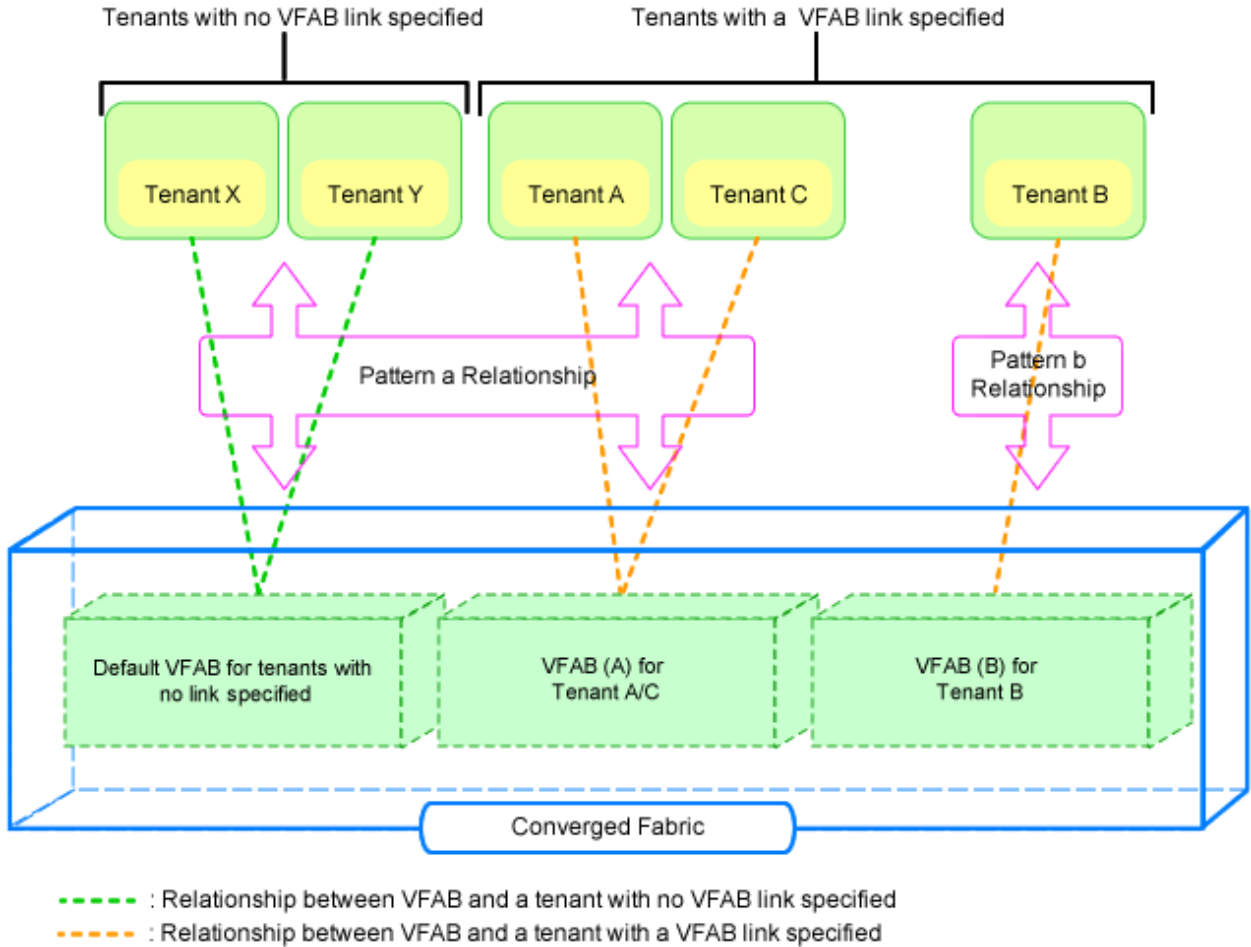 Tenants with no VFAB link specified
Tenants with a VFAB link specified
Tenant X
Tenant Y
Tenant A
Tenant C
Tenant B
Pattern a Relationship
Pattern b
Relationship
Default VFAB for tenants with
no link specified
VFAB (A) for
Tenant A/C
VFAB (B) for
Tenant B
Converged Fabric
: Relationship between VFAB and a tenant with no VFAB link specified
: Relationship between VFAB and a tenant with a VFAB link specified